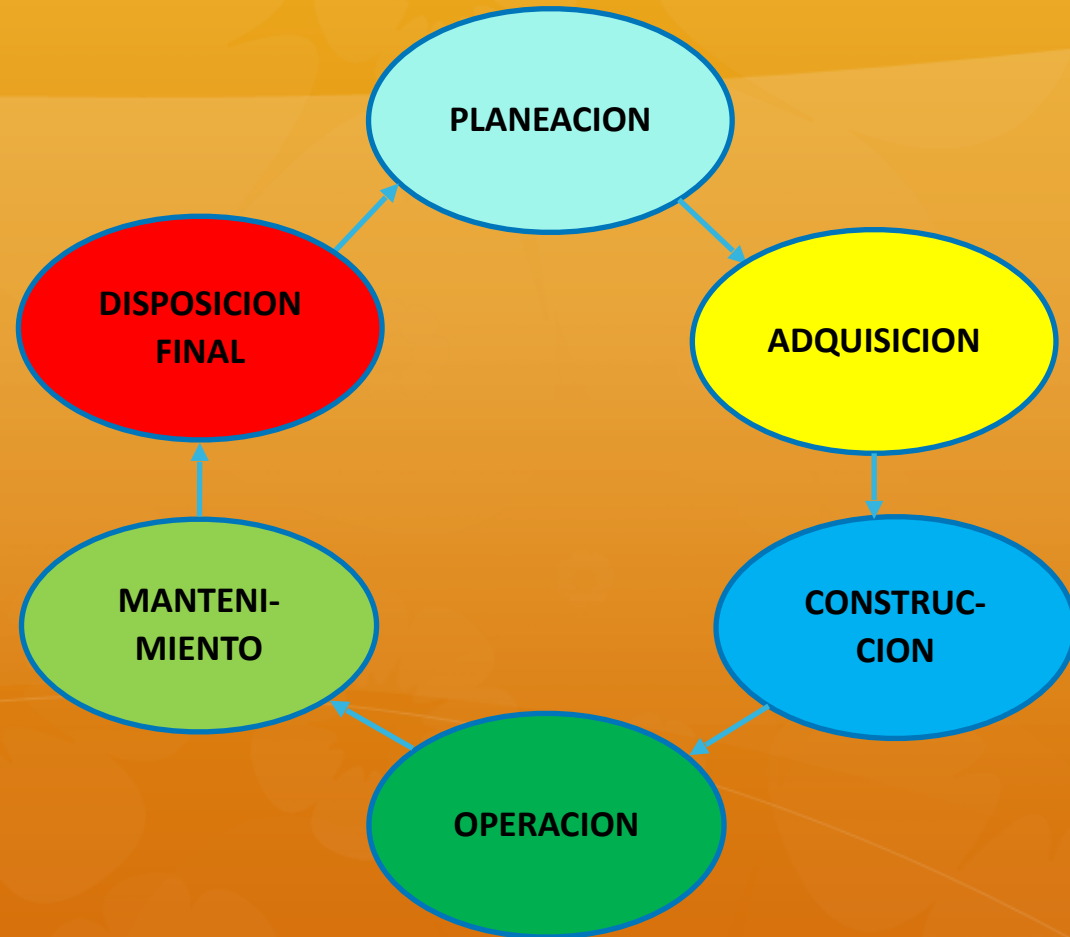 PLANEACION
ADQUISICION
CONSTRUC-
CION
OPERACION
MANTENI-
MIENTO
DISPOSICION
FINAL